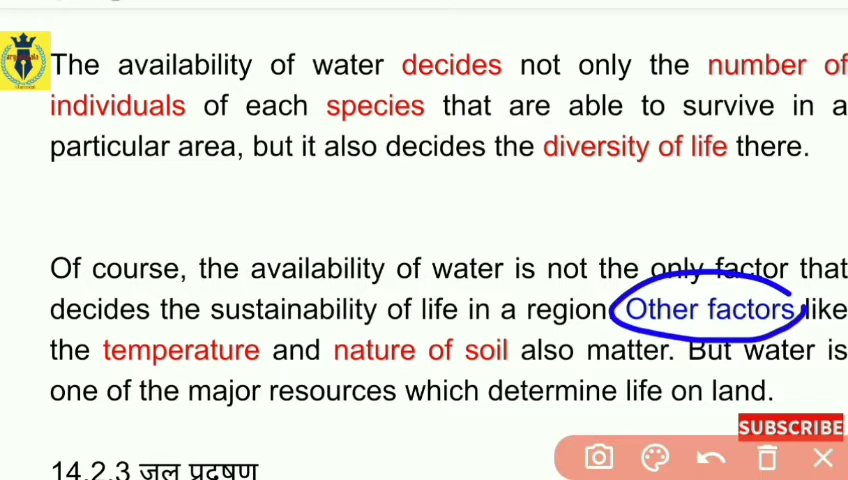 The availability of water decides not only the number of
individuals of each species that are able to survive in a
particular area, but it also decides the diversity of life there.
Of course, the availability of water is not the only factor that
decides the sustainability of life in a region Other factors like
the temperature and nature of soil also matter. But water is
one of the major resources which determine life on land.
SUBSCRIBE
14.2.3 जल प्रदूषण